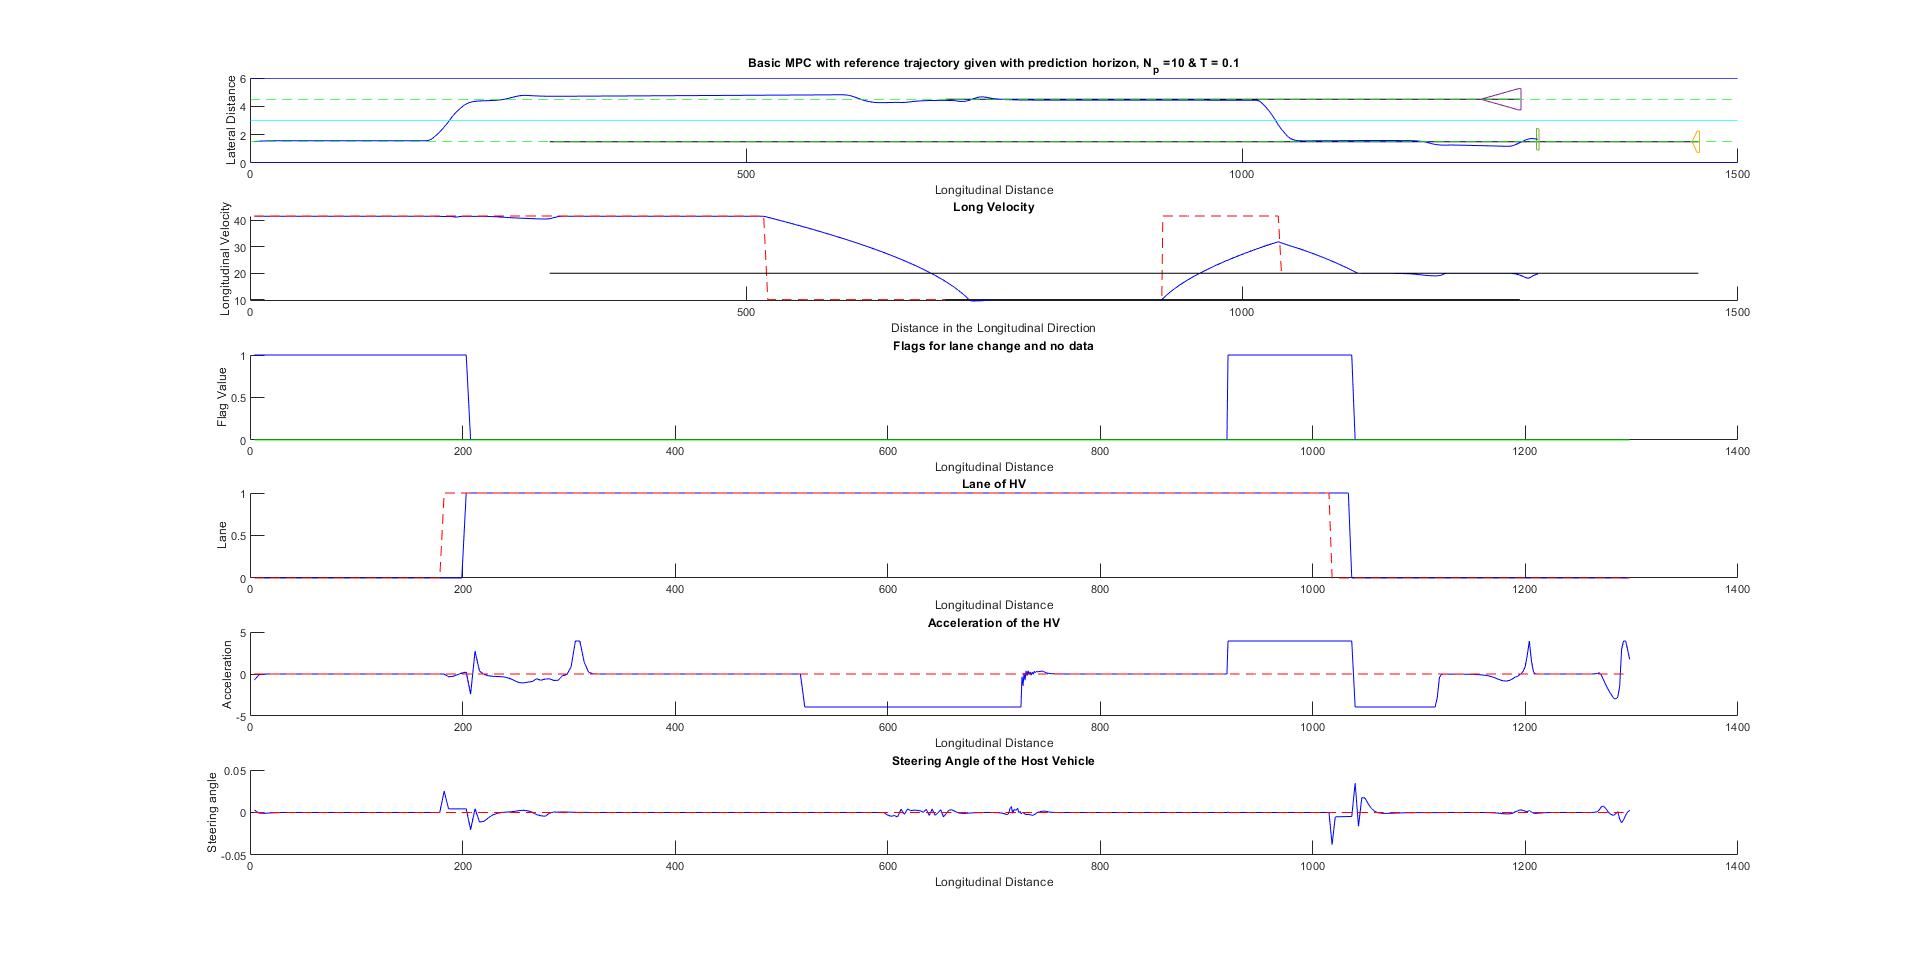 Basic MPC with reference trajectory given with prediction horizon, Np =10 & T = 0.1
Lateral Distance
6
4
2
0
0 500 1000 1500
Longitudinal Distance
Long Velocity
Longitudinal Velocity
40
30
20
10
0 500 1000 1500
Distance in the Longitudinal Direction
Flags for lane change and no data
Flag Value
1
0.5
0
0 200 400 600 800 1000 1200 1400
Longitudinal Distance
Lane of HV
Lane
1
0.5
0
0 200 400 600 800 1000 1200 1400
Longitudinal Distance
Acceleration of the HV
Acceleration
5
0
-5
0 200 400 600 800 1000 1200 1400
Longitudinal Distance
Steering Angle of the Host Vehicle
Steering angle
0.05
0
-0.05
0 200 400 600 800 1000 1200 1400
Longitudinal Distance